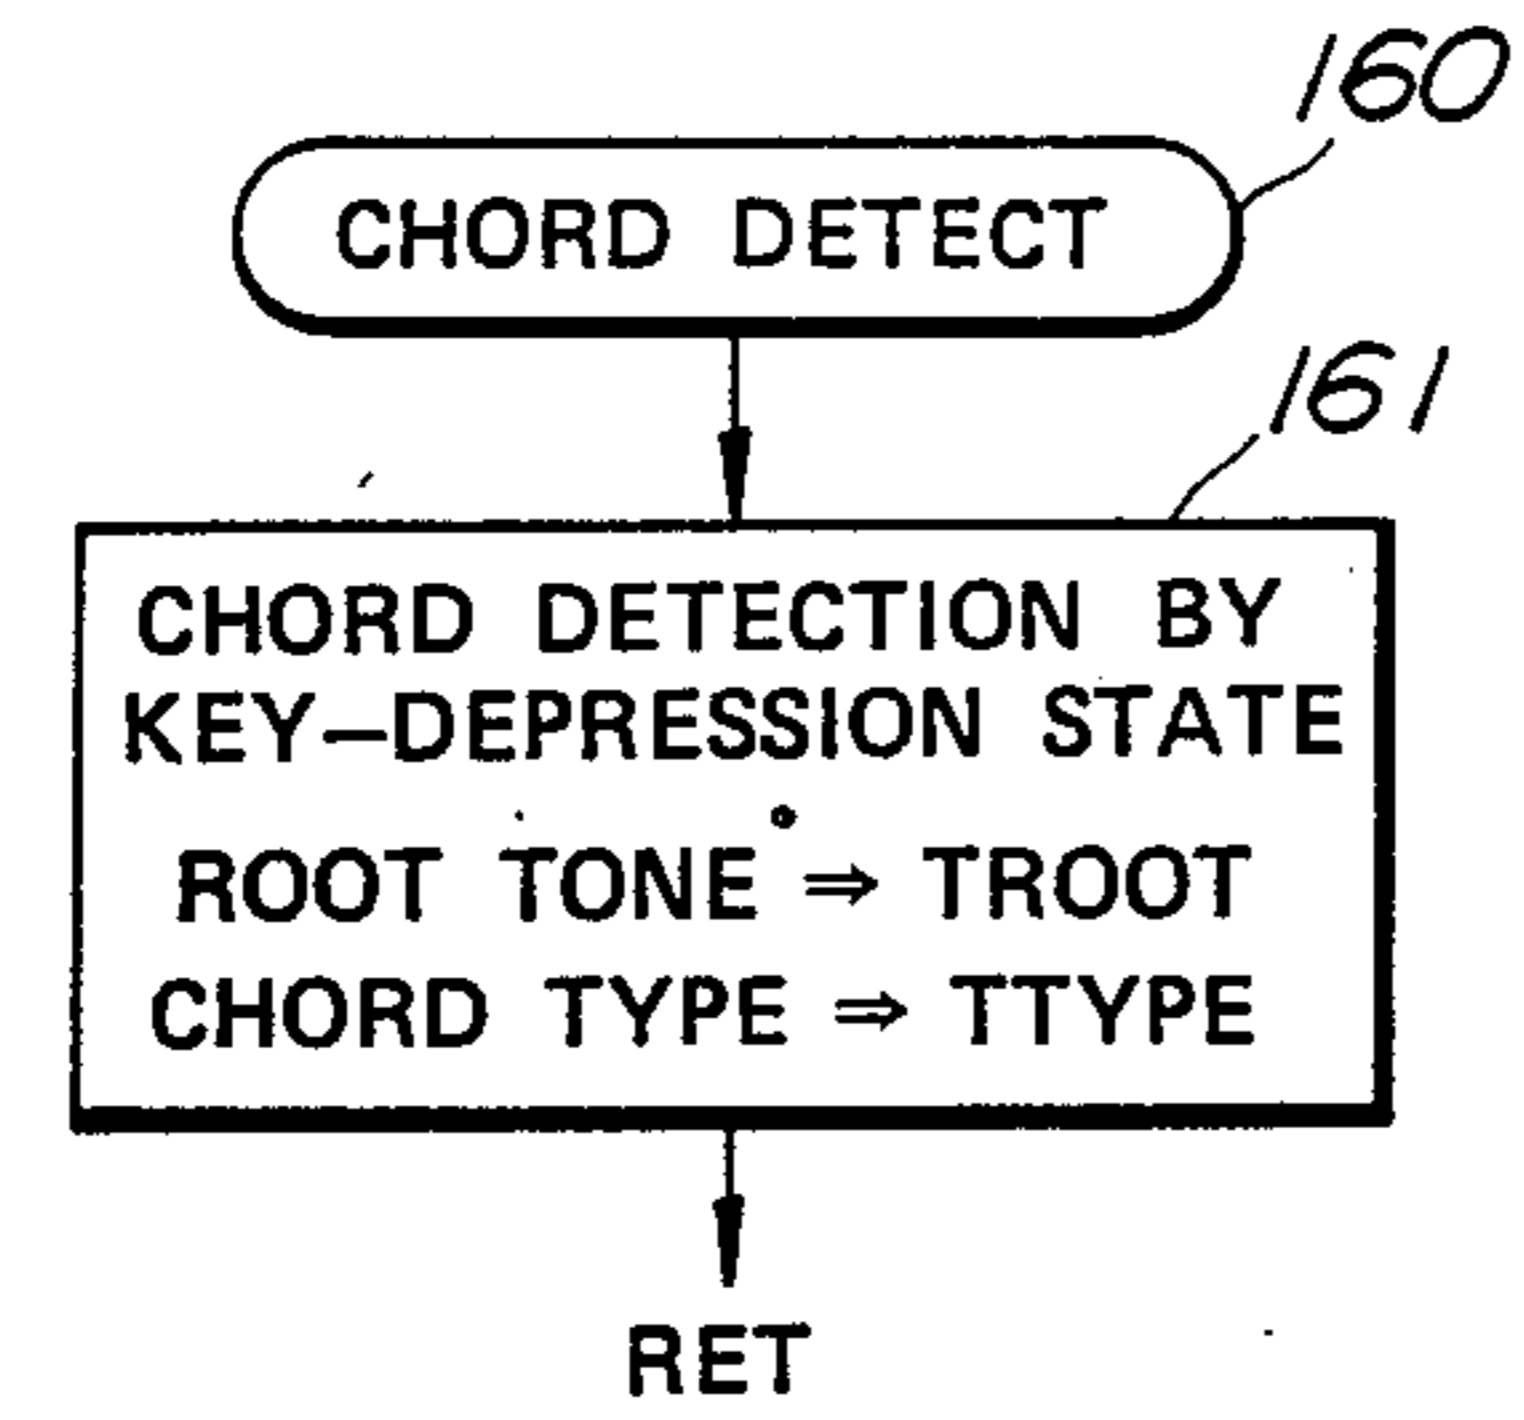 160
CHORD DETECT
161
CHORD DETECTION BY
KEY-DEPRESSION STATE
ROOT TONE ⇒ TROOT
CHORD TYPE ⇒ TTYPE
RET